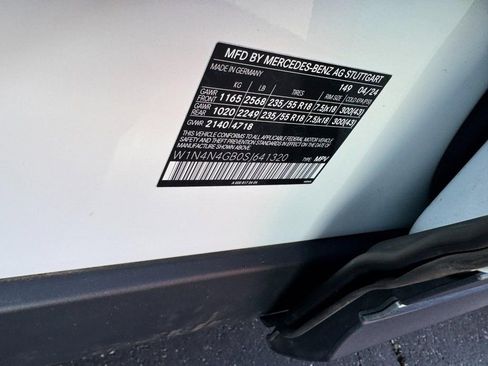 MFD BY MERCEDES-BENZ AG STUTTGART
MADE IN GERMANY 149 04/24
KG LB TIRES RIM SIZE COLD KPA(PSI)
GAWR FRONT 1165 2568 235/55 R18 7.5Jx18 300(43)
GAWR REAR 1020 2249 235/55 R18 7.5Jx18 300(43)
GVWR 2140 4718
THIS VEHICLE CONFORMS TO ALL APPLICABLE FEDERAL MOTOR VEHICLE
SAFETY STANDARDS AND THEFT PREVENTION STANDARDS IN EFFECT ON DATE
OF MANUFACTURE SHOWN ABOVE.
W1N4N4GB0SJ641320 TYPE: MPV